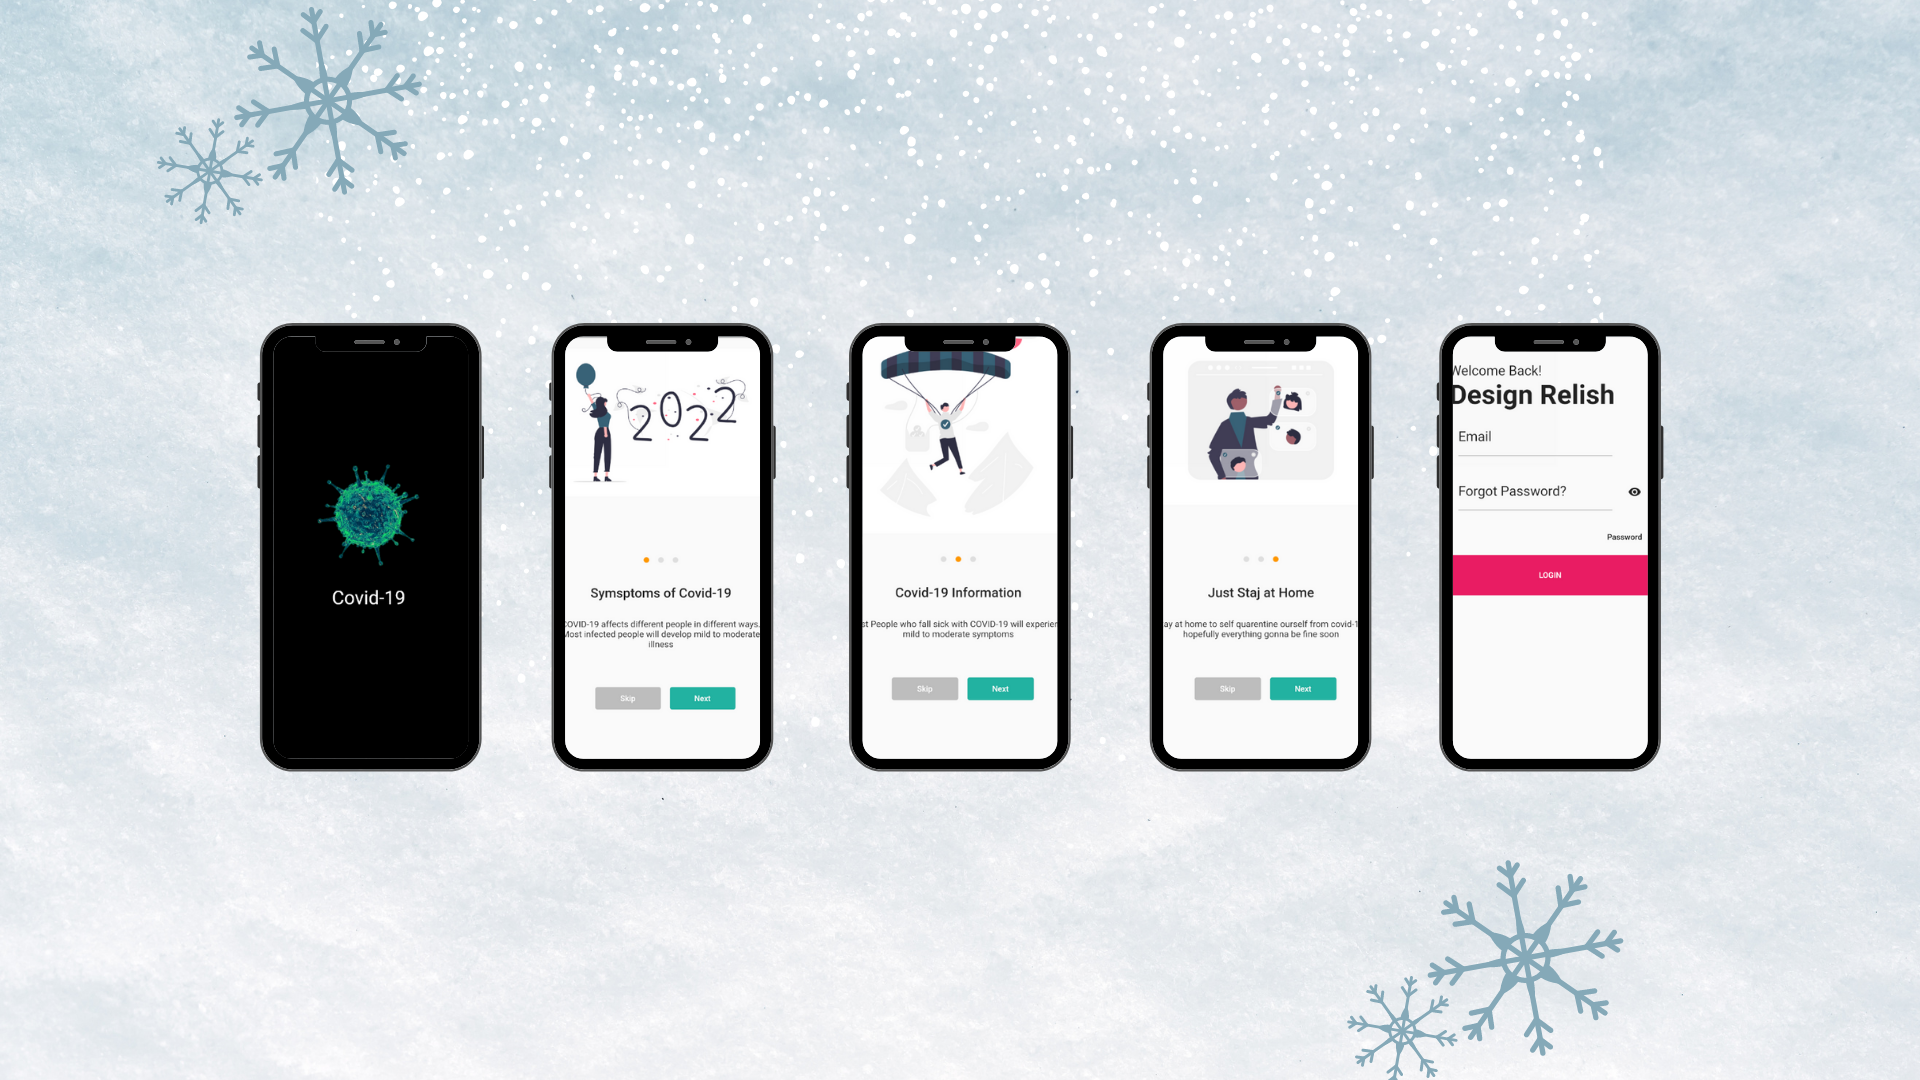 Covid-19
2022
Symsptoms of Covid-19
COVID-19 affects different people in different ways.
Most infected people will develop mild to moderate
illness
Skip
Next
Covid-19 Information
st People who fall sick with COVID-19 will experien
mild to moderate symptoms
Skip
Next
Just Staj at Home
ay at home to self quarentine ourself from covid-1
hopefully everything gonna be fine soon
Skip
Next
Welcome Back!
Design Relish
Email
Forgot Password?
Password
LOGIN